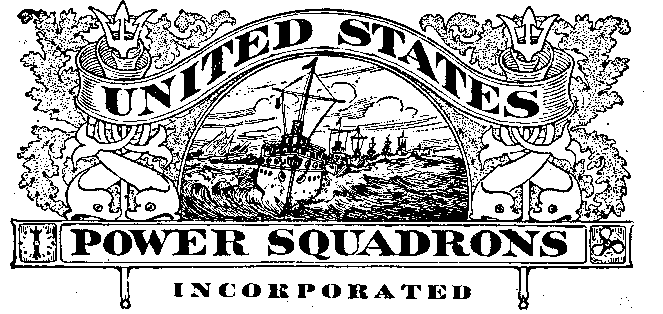 UNITED STATES
POWER SQUADRONS
INCORPORATED